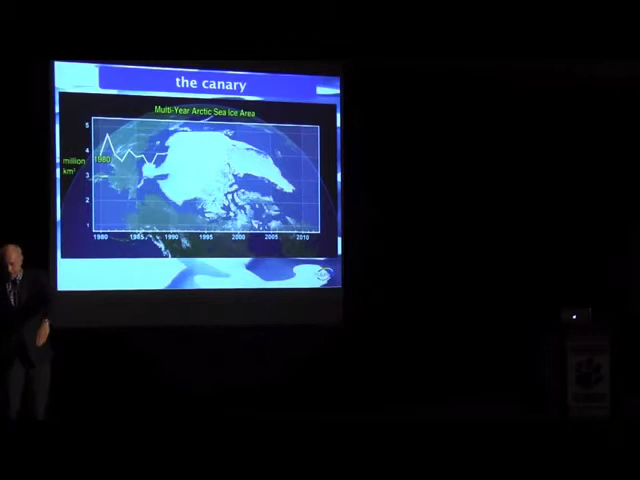 the canary
Multi-Year Arctic Sea Ice Area
5
4
million
km²
1980
3
2
1
1980 1985 1990 1995 2000 2005 2010